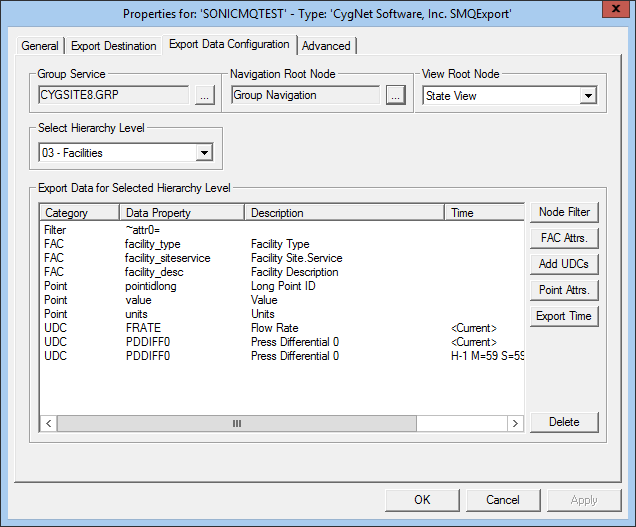 Properties for: 'SONICMQTEST' - Type: 'CygNet Software, Inc. SMQExport'
General Export Destination Export Data Configuration Advanced
Group Service Navigation Root Node View Root Node
CYGSITE8.GRP ... Group Navigation ... State View
Select Hierarchy Level
03 - Facilities
Export Data for Selected Hierarchy Level
Category Data Property Description Time Node Filter
Filter ~attr0=
FAC facility_type Facility Type FAC Attrs.
FAC facility_siteservice Facility Site.Service
FAC facility_desc Facility Description Add UDCs
Point pointidlong Long Point ID Point Attrs.
Point value Value
Point units Units Export Time
UDC FRATE Flow Rate <Current>
UDC PDDIFF0 Press Differential 0 <Current>
UDC PDDIFF0 Press Differential 0 H-1 M=59 S=59
Delete
OK Cancel Apply